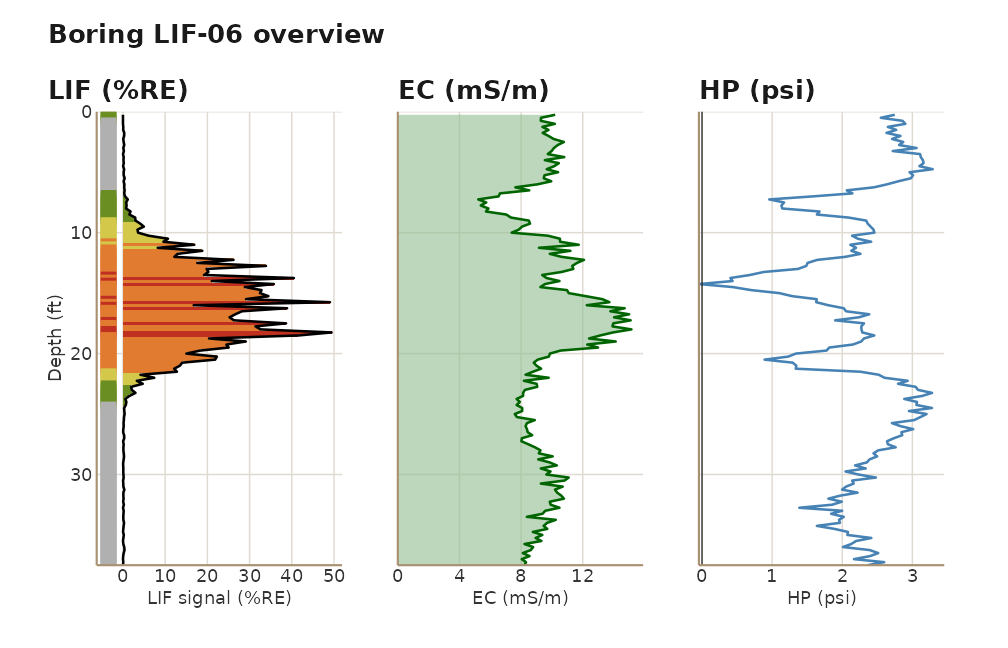 Boring LIF-06 overview
LIF (%RE)
EC (mS/m)
HP (psi)
0
10
20
30
Depth (ft)
0 10 20 30 40 50
LIF signal (%RE)
0 4 8 12
EC (mS/m)
0 1 2 3
HP (psi)